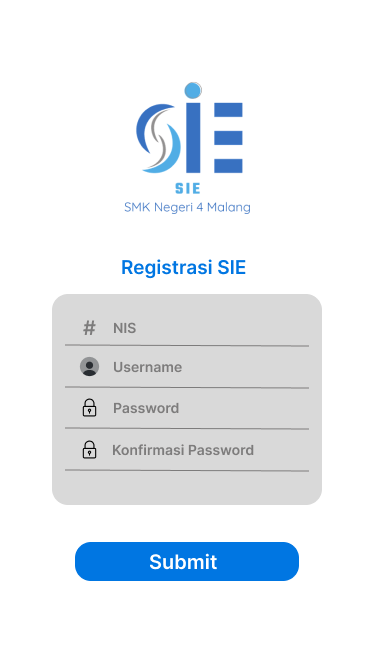 SiE
SIE
SMK Negeri 4 Malang
Registrasi SIE
# NIS
Username
Password
Konfirmasi Password
Submit